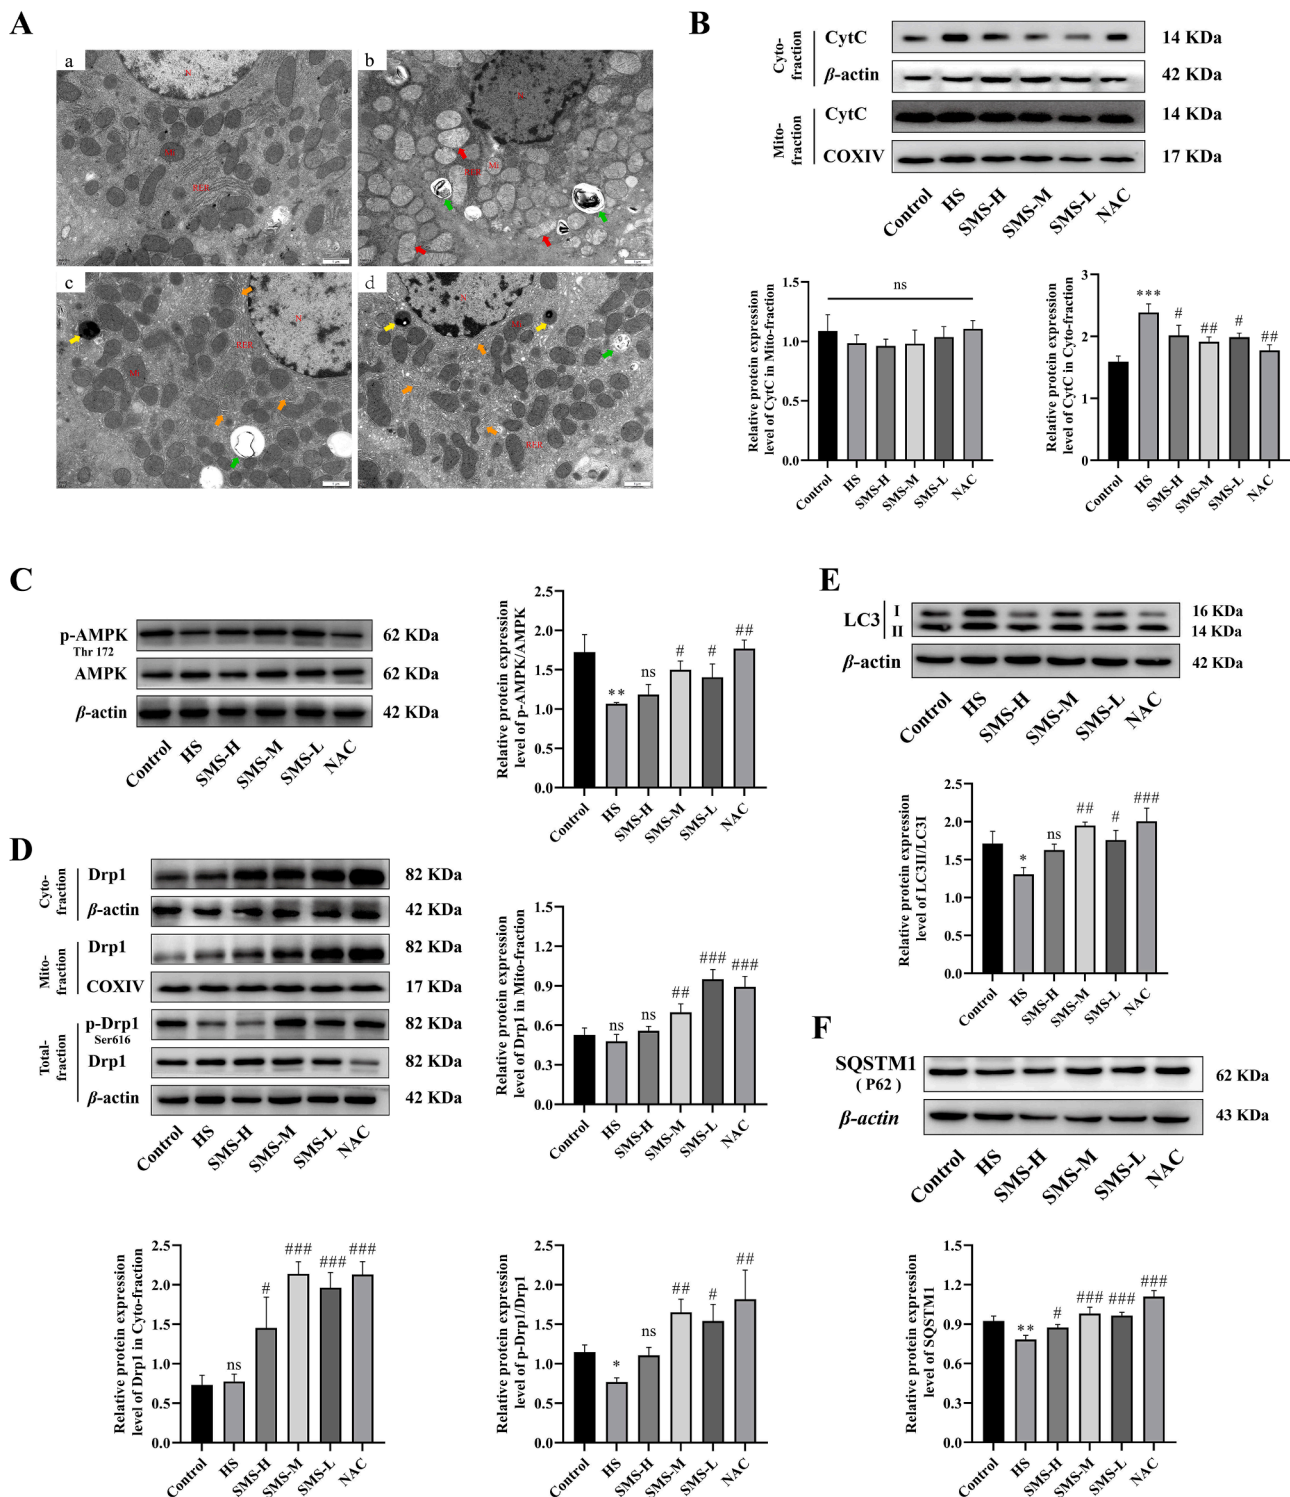 A
a
N
Mi
RER
b
N
Mi
RER
c
N
RER
Mi
d
N
Mi
RER
B
Cyto-
fraction
CytC
14 KDa
β-actin
42 KDa
Mito-
fraction
CytC
14 KDa
COXIV
17 KDa
Control
HS
SMS-H
SMS-M
SMS-L
NAC
Relative protein expression
level of CytC in Mito-fraction
1.5
1.0
0.5
0.0
ns
Control
HS
SMS-H
SMS-M
SMS-L
NAC
Relative protein expression
level of CytC in Cyto-fraction
3
2
1
0
***
#
##
#
##
Control
HS
SMS-H
SMS-M
SMS-L
NAC
C
p-AMPK
Thr 172
62 KDa
AMPK
62 KDa
β-actin
42 KDa
Control
HS
SMS-H
SMS-M
SMS-L
NAC
Relative protein expression
level of p-AMPK/AMPK
2.5
2.0
1.5
1.0
0.5
0.0
**
ns
#
#
##
Control
HS
SMS-H
SMS-M
SMS-L
NAC
D
Cyto-
fraction
Drp1
82 KDa
β-actin
42 KDa
Mito-
fraction
Drp1
82 KDa
COXIV
17 KDa
Total-
fraction
p-Drp1
Ser616
82 KDa
Drp1
82 KDa
β-actin
42 KDa
Control
HS
SMS-H
SMS-M
SMS-L
NAC
Relative protein expression
level of Drp1 in Mito-fraction
1.5
1.2
0.9
0.6
0.3
0.0
ns
ns
##
###
###
Control
HS
SMS-H
SMS-M
SMS-L
NAC
Relative protein expression
level of Drp1 in Cyto-fraction
2.5
2.0
1.5
1.0
0.5
0.0
ns
#
###
###
###
Control
HS
SMS-H
SMS-M
SMS-L
NAC
Relative protein expression
level of p-Drp1/Drp1
2.5
2.0
1.5
1.0
0.5
0.0
*
ns
##
#
##
Control
HS
SMS-H
SMS-M
SMS-L
NAC
E
LC3
I
II
16 KDa
14 KDa
β-actin
42 KDa
Control
HS
SMS-H
SMS-M
SMS-L
NAC
Relative protein expression
level of LC3II/LC3I
2.5
2.0
1.5
1.0
0.5
0.0
*
ns
##
#
###
Control
HS
SMS-H
SMS-M
SMS-L
NAC
F
SQSTM1
( P62 )
62 KDa
β-actin
43 KDa
Control
HS
SMS-H
SMS-M
SMS-L
NAC
Relative protein expression
level of SQSTM1
1.5
1.2
0.9
0.6
0.3
0.0
**
#
###
###
###
Control
HS
SMS-H
SMS-M
SMS-L
NAC